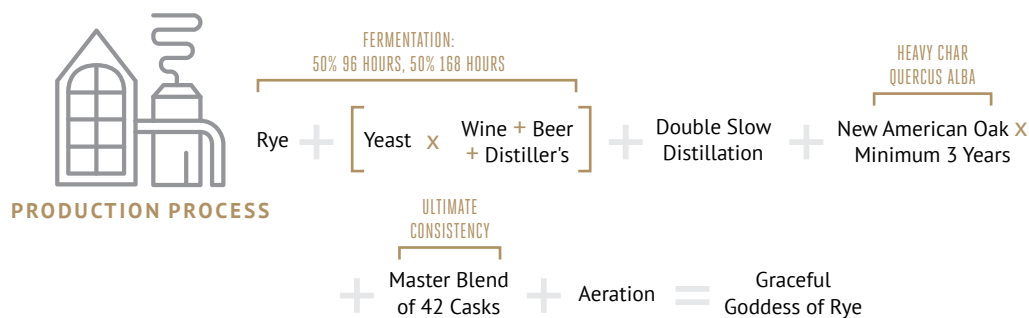 PRODUCTION PROCESS
FERMENTATION:
50% 96 HOURS, 50% 168 HOURS
Rye + [Yeast x Wine + Beer
+ Distiller's] + Double Slow
Distillation
+
HEAVY CHAR
QUERCUS ALBA
New American Oak x
Minimum 3 Years
+
ULTIMATE
CONSISTENCY
Master Blend
of 42 Casks
+ Aeration =
Graceful
Goddess of Rye